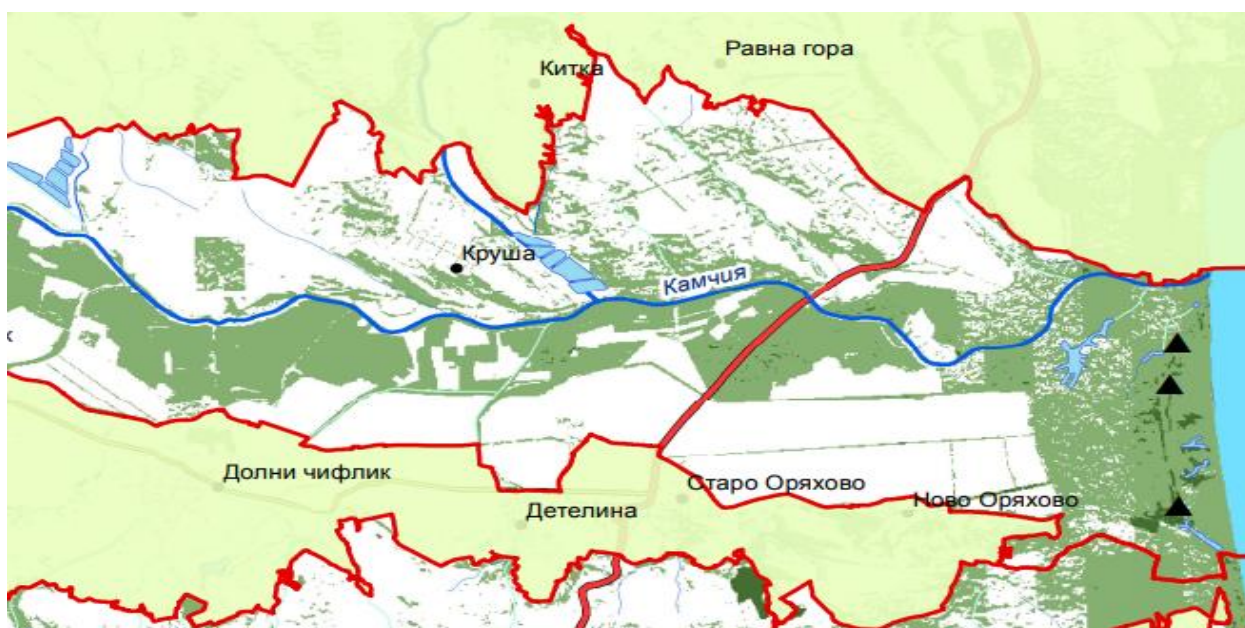 Равна гора
Китка
Круша
Камчия
к
Долни чифлик
Старо Оряхово
Ново Оряхово
Детелина